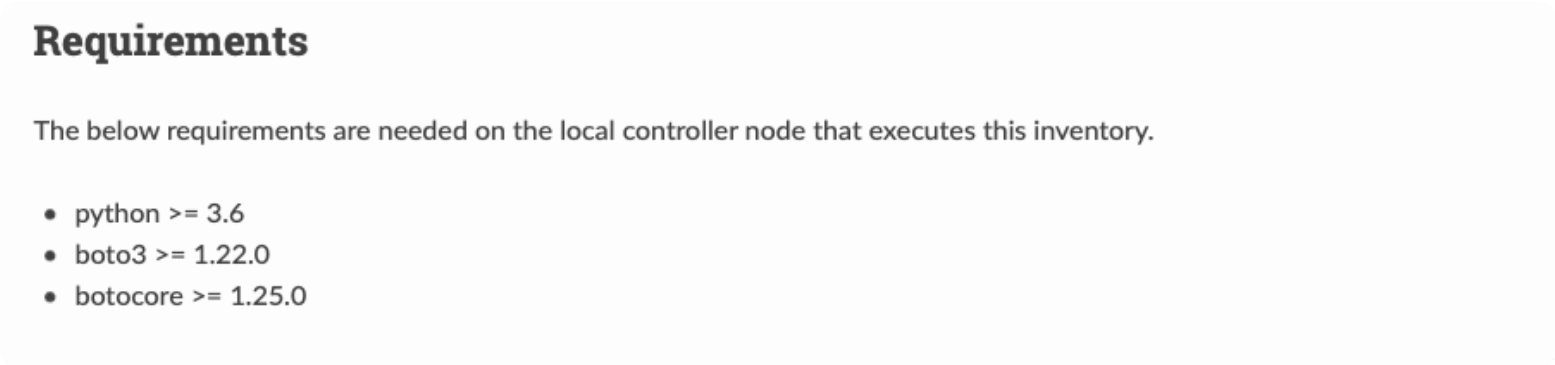 Requirements
The below requirements are needed on the local controller node that executes this inventory.
• python >= 3.6
• boto3 >= 1.22.0
• botocore >= 1.25.0